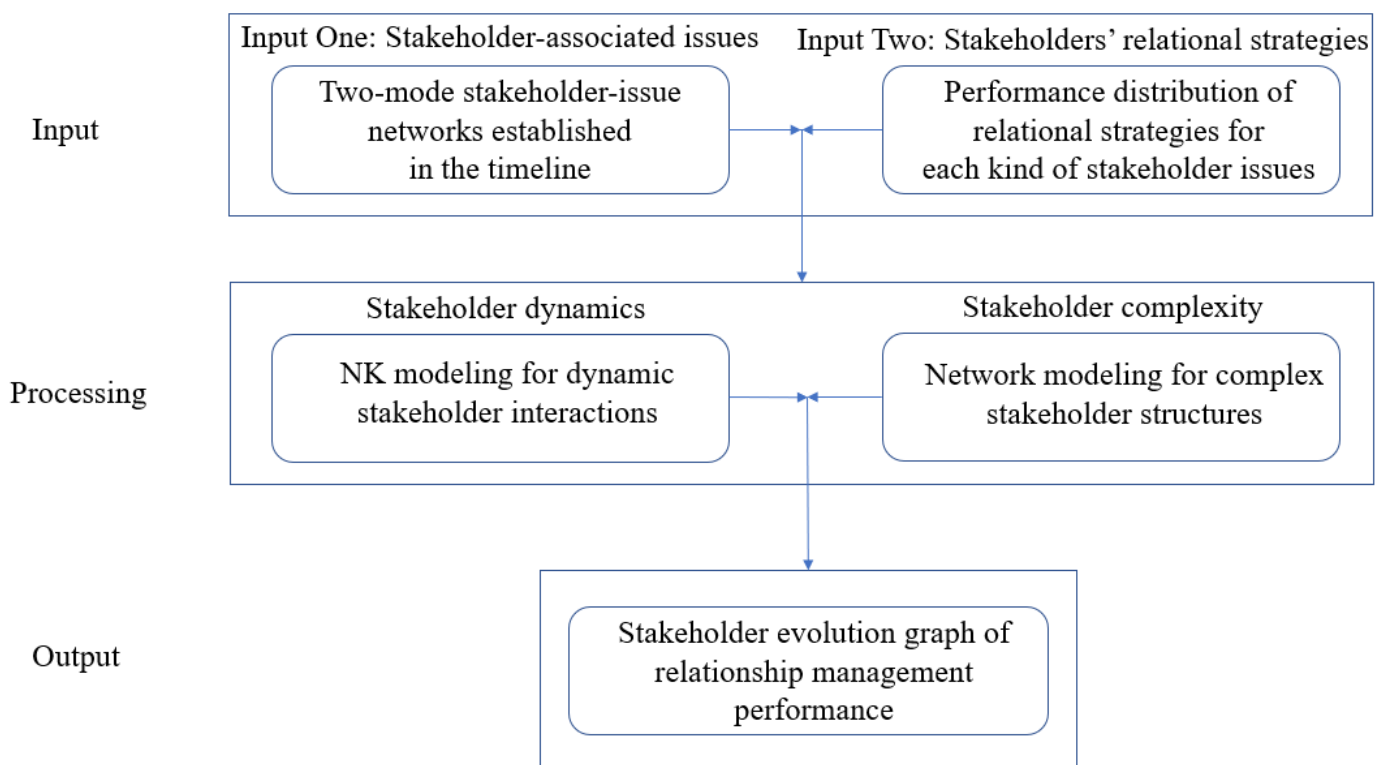 Input One: Stakeholder-associated issues
Input Two: Stakeholders’ relational strategies
Input
Two-mode stakeholder-issue
networks established
in the timeline
Performance distribution of
relational strategies for
each kind of stakeholder issues
Processing
Stakeholder dynamics
Stakeholder complexity
NK modeling for dynamic
stakeholder interactions
Network modeling for complex
stakeholder structures
Output
Stakeholder evolution graph of
relationship management
performance